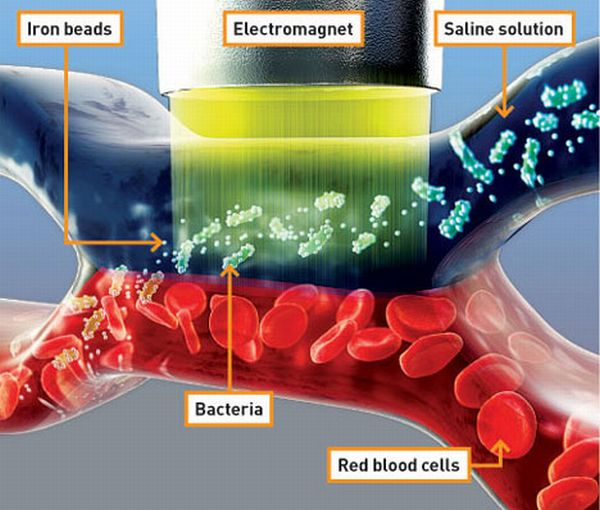 Iron beads
Electromagnet
Saline solution
Bacteria
Red blood cells